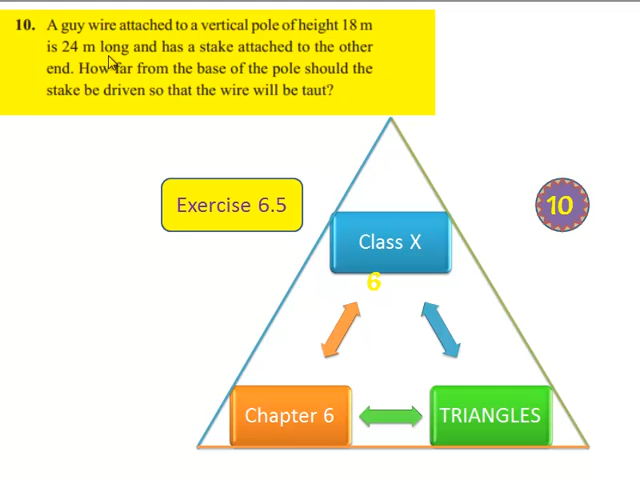 10. A guy wire attached to a vertical pole of height 18 m
is 24 m long and has a stake attached to the other
end. How far from the base of the pole should the
stake be driven so that the wire will be taut?
Exercise 6.5
10
Class X
6
Chapter 6
TRIANGLES